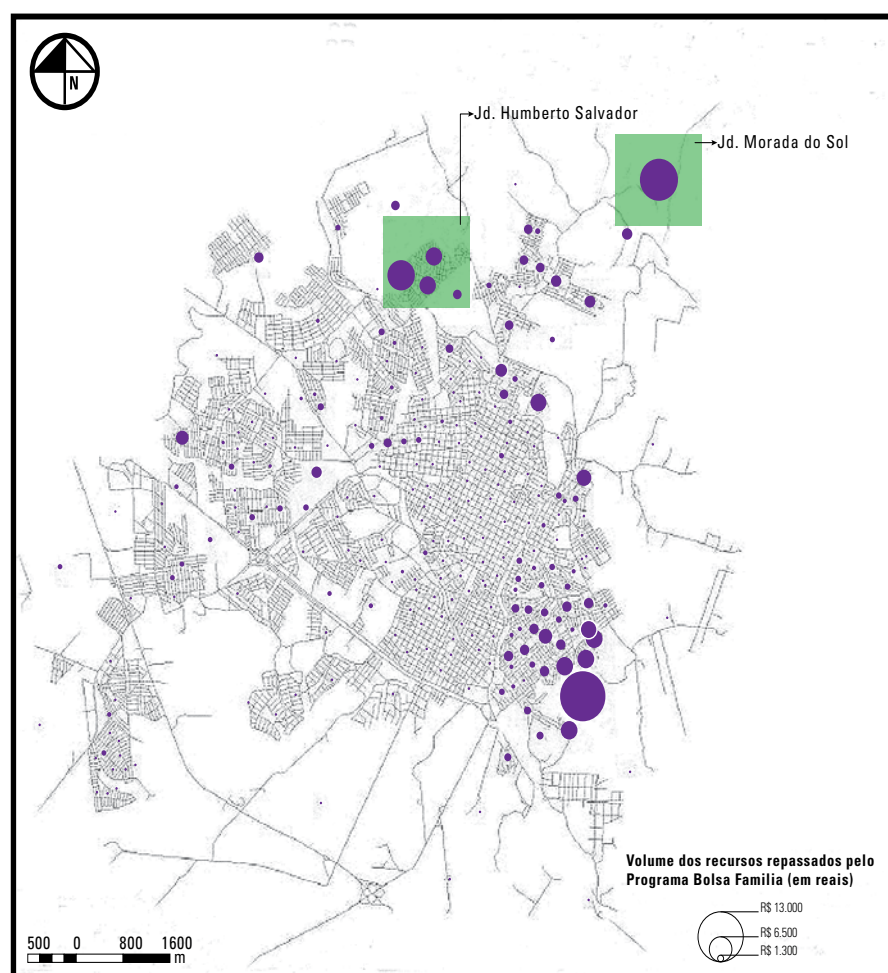 N
Jd. Humberto Salvador
Jd. Morada do Sol
Volume dos recursos repassados pelo
Programa Bolsa Familia (em reais)
R$ 13.000
R$ 6.500
R$ 1.300
500 0 800 1600
m